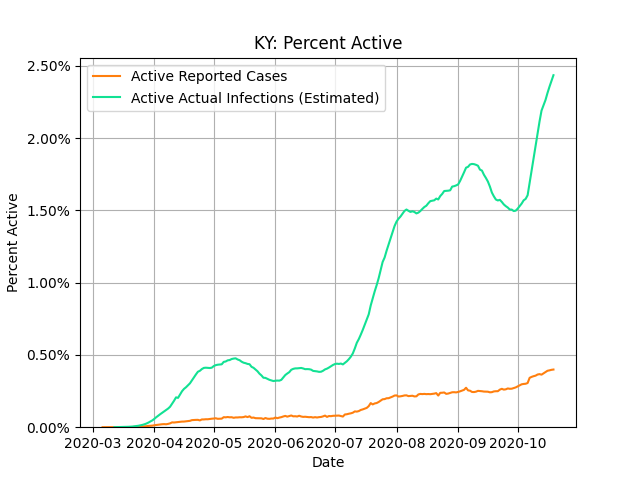 KY: Percent Active
Active Reported Cases
Active Actual Infections (Estimated)
2.50%
2.00%
1.50%
1.00%
0.50%
0.00%
Percent Active
2020-03 2020-04 2020-05 2020-06 2020-07 2020-08 2020-09 2020-10
Date